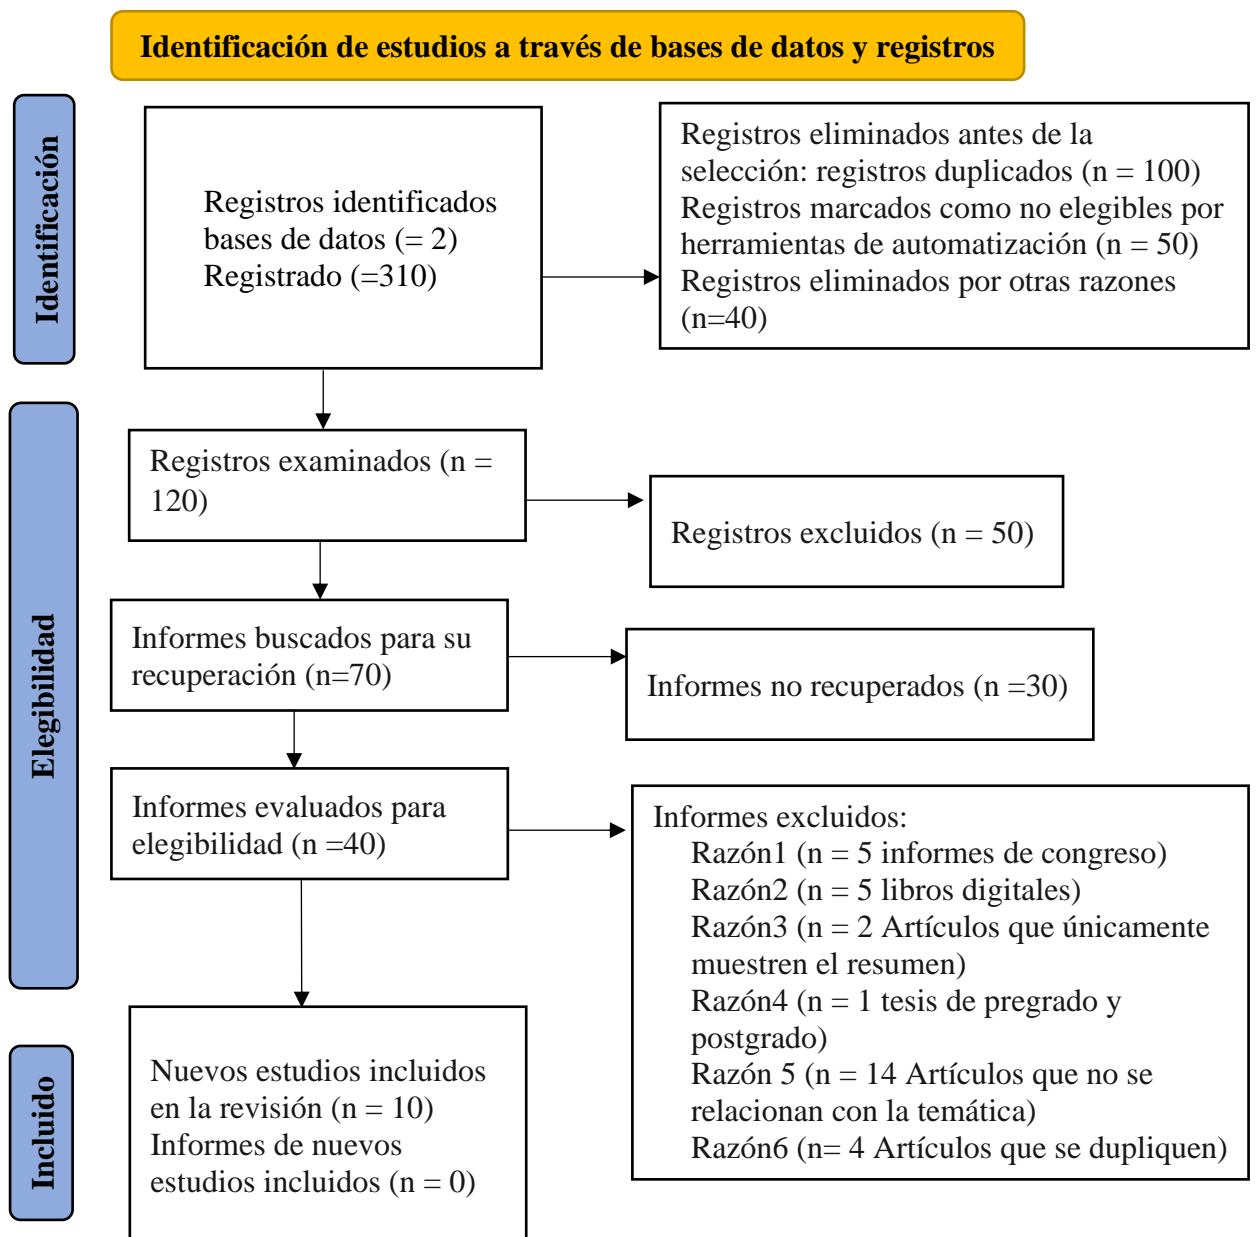 Identificación de estudios a través de bases de datos y registros
Identificación
Registros identificados
bases de datos (= 2)
Registrado (=310)
Registros eliminados antes de la
selección: registros duplicados (n = 100)
Registros marcados como no elegibles por
herramientas de automatización (n = 50)
Registros eliminados por otras razones
(n=40)
Elegibilidad
Registros examinados (n =
120)
Registros excluidos (n = 50)
Informes buscados para su
recuperación (n=70)
Informes no recuperados (n =30)
Informes evaluados para
elegibilidad (n =40)
Informes excluidos:
Razón1 (n = 5 informes de congreso)
Razón2 (n = 5 libros digitales)
Razón3 (n = 2 Artículos que únicamente
muestren el resumen)
Razón4 (n = 1 tesis de pregrado y
postgrado)
Razón 5 (n = 14 Artículos que no se
relacionan con la temática)
Razón6 (n= 4 Artículos que se dupliquen)
Incluido
Nuevos estudios incluidos
en la revisión (n = 10)
Informes de nuevos
estudios incluidos (n = 0)